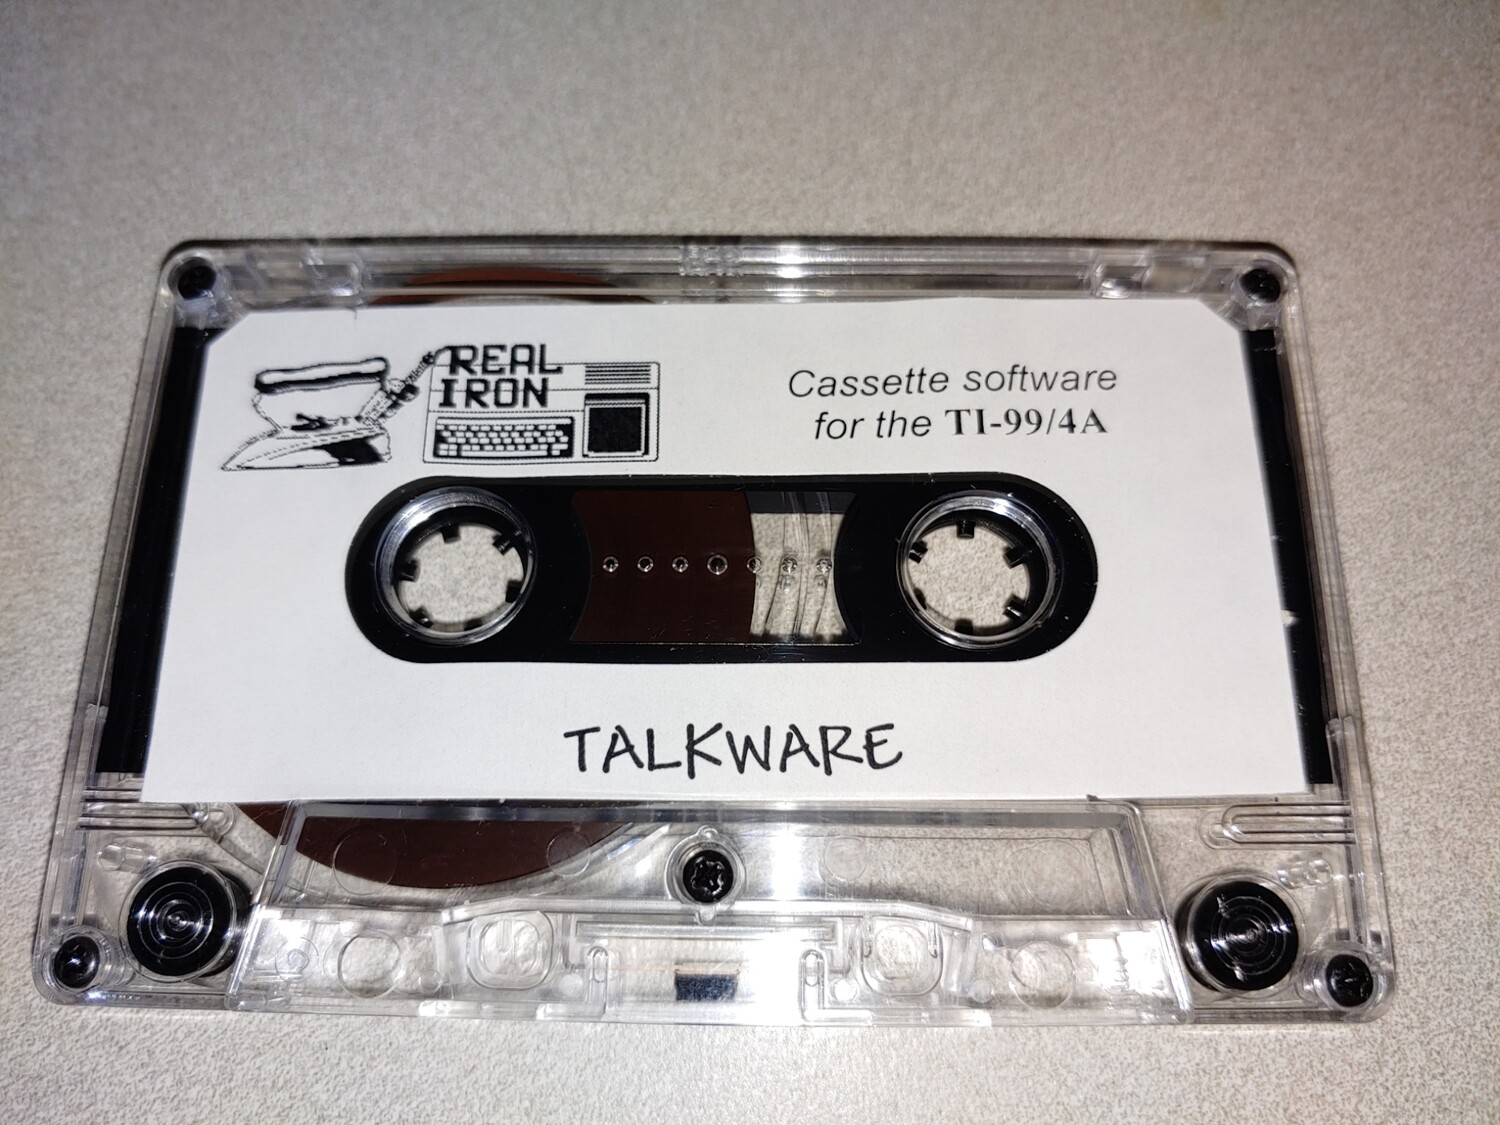 REAL
IRON
Cassette software
for the TI-99/4A
TALKWARE